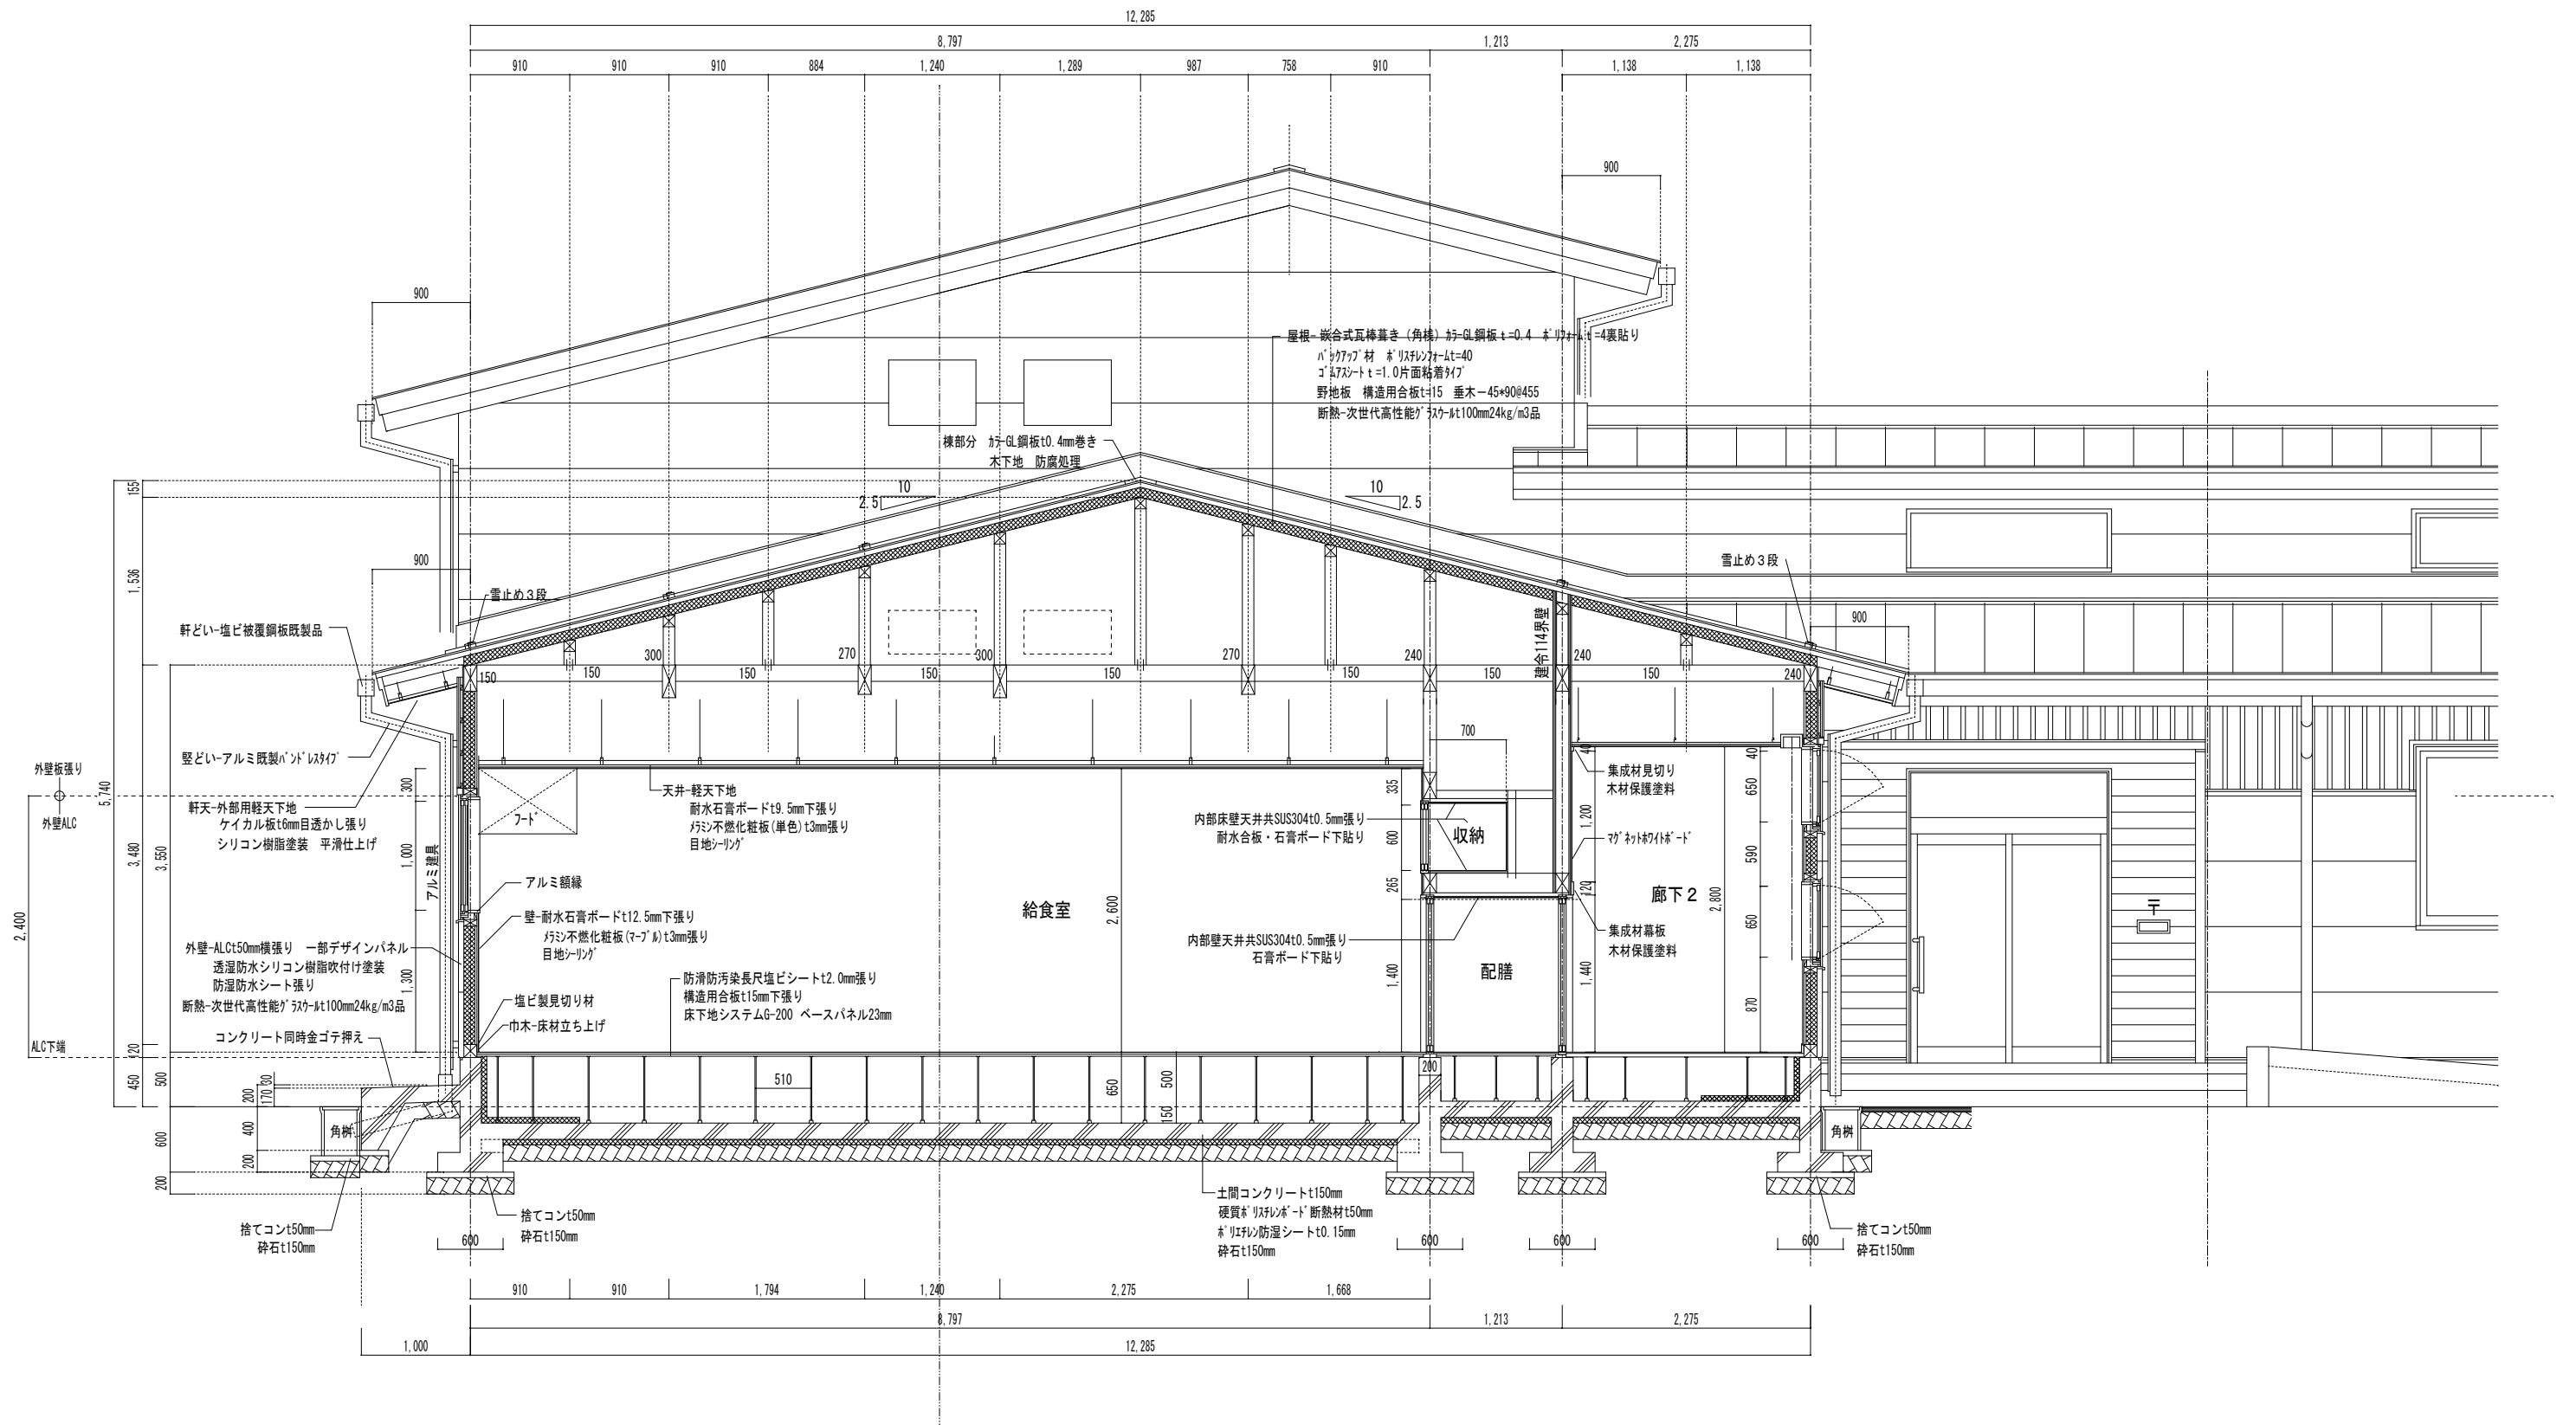 12,285
8,797
1,213
2,275
910
910
910
884
1,240
1,289
987
758
910
1,138
1,138
900
900
屋根- 嵌合式瓦棒葺き (角桟) ｶﾗｰGL鋼板ｔ=0.4 ﾎﾟﾘﾌｫｰﾑｔ=4裏貼り
ﾊﾞｯｸｱｯﾌﾟ材 ﾎﾟﾘｽﾁﾚﾝﾌｫｰﾑt=40
ｺﾞﾑｱｽｼｰﾄｔ=1.0片面粘着ﾀｲﾌﾟ
野地板 構造用合板t=15 垂木ー45*90@455
断熱-次世代高性能ｸﾞﾗｽｳｰﾙt100mm24kg/m3品
棟部分 ｶﾗｰGL鋼板t0.4mm巻き
木下地 防腐処理
10
2.5
10
2.5
155
1,536
5,740
3,480
3,550
2,400
900
雪止め３段
雪止め３段
900
軒どい-塩ビ被覆鋼板既製品
建令114界壁
150
150
300
150
270
150
300
150
270
150
240
150
240
150
240
竪どい-アルミ既製ﾊﾞﾝﾄﾞﾚｽﾀｲﾌﾟ
外壁板張り
外壁ALC
軒天-外部用軽天下地
ケイカル板t6mm目透かし張り
シリコン樹脂塗装 平滑仕上げ
300
1,000
アルミ建具
1,300
フード
天井-軽天下地
耐水石膏ボードt9.5mm下張り
ﾒﾗﾐﾝ不燃化粧板(単色)t3mm張り
目地ｼｰﾘﾝｸﾞ
アルミ額縁
壁-耐水石膏ボードt12.5mm下張り
ﾒﾗﾐﾝ不燃化粧板(ﾏｰﾌﾞﾙ)t3mm張り
目地ｼｰﾘﾝｸﾞ
給食室
2,600
335
600
265
1,400
700
内部床壁天井共SUS304t0.5mm張り
耐水合板・石膏ボード下貼り
収納
内部壁天井共SUS304t0.5mm張り
石膏ボード下貼り
配膳
40
1,200
120
1,440
集成材見切り
木材保護塗料
ﾏｸﾞﾈｯﾄﾎﾜｲﾄﾎﾞｰﾄﾞ
廊下２
2,800
集成材幕板
木材保護塗料
40
650
590
660
870
〒
外壁-ALCt50mm横張り 一部デザインパネル
透湿防水シリコン樹脂吹付け塗装
防湿防水シート張り
断熱-次世代高性能ｸﾞﾗｽｳｰﾙt100mm24kg/m3品
コンクリート同時金ゴテ押え
塩ビ製見切り材
巾木-床材立ち上げ
防滑防汚染長尺塩ビシートt2.0mm張り
構造用合板t15mm下張り
床下地システムG-200 ベースパネル23mm
ALC下端
120
450
500
600
200
200
170
30
400
200
510
650
500
150
200
角桝
角桝
捨てコンt50mm
砕石t150mm
捨てコンt50mm
砕石t150mm
土間コンクリートt150mm
硬質ﾎﾟﾘｽﾁﾚﾝﾎﾞｰﾄﾞ断熱材t50mm
ﾎﾟﾘｴﾁﾚﾝ防湿シートt0.15mm
砕石t150mm
捨てコンt50mm
砕石t150mm
600
600
600
600
910
910
1,794
1,240
2,275
1,668
8,797
1,213
2,275
1,000
12,285